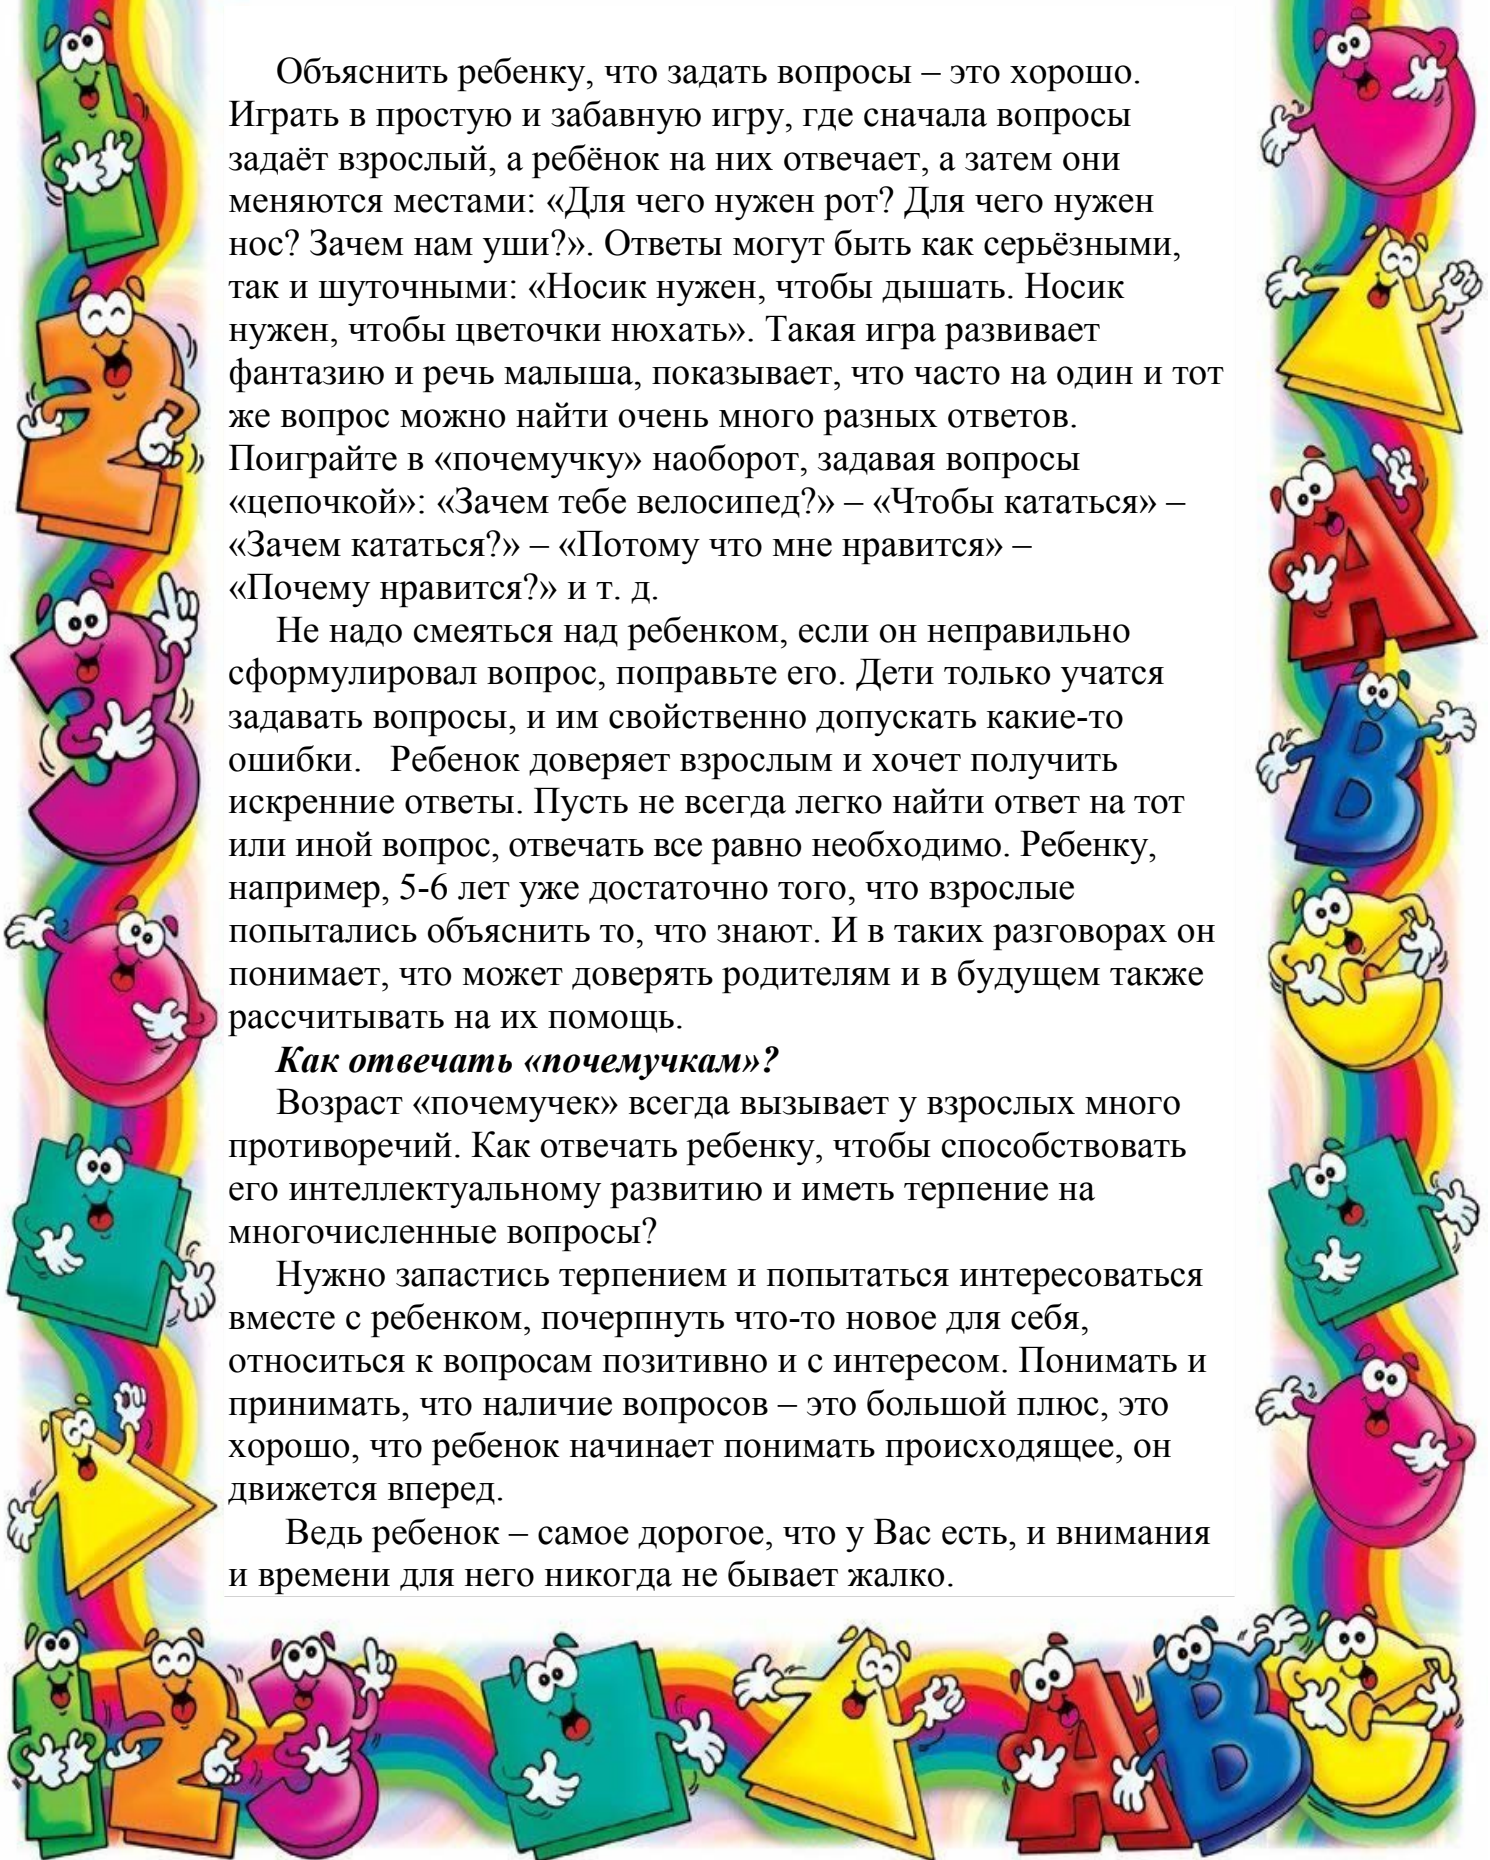 Объяснить ребенку, что задать вопросы – это хорошо.
Играть в простую и забавную игру, где сначала вопросы
задаёт взрослый, а ребёнок на них отвечает, а затем они
меняются местами: «Для чего нужен рот? Для чего нужен
нос? Зачем нам уши?». Ответы могут быть как серьёзными,
так и шуточными: «Носик нужен, чтобы дышать. Носик
нужен, чтобы цветочки нюхать». Такая игра развивает
фантазию и речь малыша, показывает, что часто на один и тот
же вопрос можно найти очень много разных ответов.
Поиграйте в «почемучку» наоборот, задавая вопросы
«цепочкой»: «Зачем тебе велосипед?» – «Чтобы кататься» –
«Зачем кататься?» – «Потому что мне нравится» –
«Почему нравится?» и т. д.
Не надо смеяться над ребенком, если он неправильно
сформулировал вопрос, поправьте его. Дети только учатся
задавать вопросы, и им свойственно допускать какие-то
ошибки.   Ребенок доверяет взрослым и хочет получить
искренние ответы. Пусть не всегда легко найти ответ на тот
или иной вопрос, отвечать все равно необходимо. Ребенку,
например, 5-6 лет уже достаточно того, что взрослые
попытались объяснить то, что знают. И в таких разговорах он
понимает, что может доверять родителям и в будущем также
рассчитывать на их помощь.
Как отвечать «почемучкам»?
Возраст «почемучек» всегда вызывает у взрослых много
противоречий. Как отвечать ребенку, чтобы способствовать
его интеллектуальному развитию и иметь терпение на
многочисленные вопросы?
Нужно запастись терпением и попытаться интересоваться
вместе с ребенком, почерпнуть что-то новое для себя,
относиться к вопросам позитивно и с интересом. Понимать и
принимать, что наличие вопросов – это большой плюс, это
хорошо, что ребенок начинает понимать происходящее, он
движется вперед.
Ведь ребенок – самое дорогое, что у Вас есть, и внимания
и времени для него никогда не бывает жалко.
1
2
3
A
B
C
1 2 3 A B C